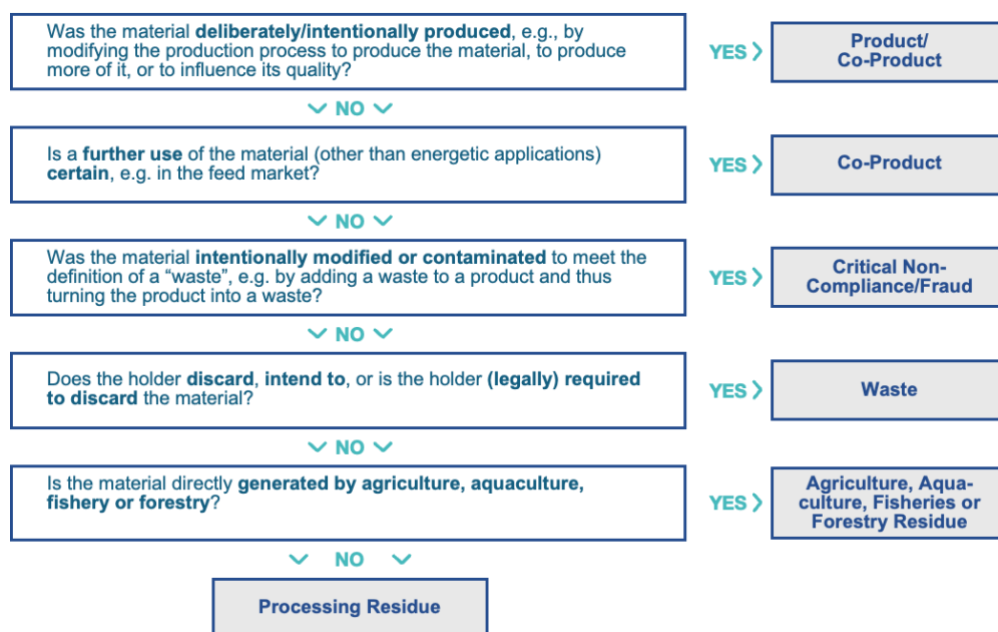 Was the material deliberately/intentionally produced, e.g., by
modifying the production process to produce the material, to produce
more of it, or to influence its quality?
YES
Product/
Co-Product
NO
Is a further use of the material (other than energetic applications)
certain, e.g. in the feed market?
YES
Co-Product
NO
Was the material intentionally modified or contaminated to meet the
definition of a “waste”, e.g. by adding a waste to a product and thus
turning the product into a waste?
YES
Critical Non-
Compliance/Fraud
NO
Does the holder discard, intend to, or is the holder (legally) required
to discard the material?
YES
Waste
NO
Is the material directly generated by agriculture, aquaculture,
fishery or forestry?
YES
Agriculture, Aqua-
culture, Fisheries or
Forestry Residue
NO
Processing Residue